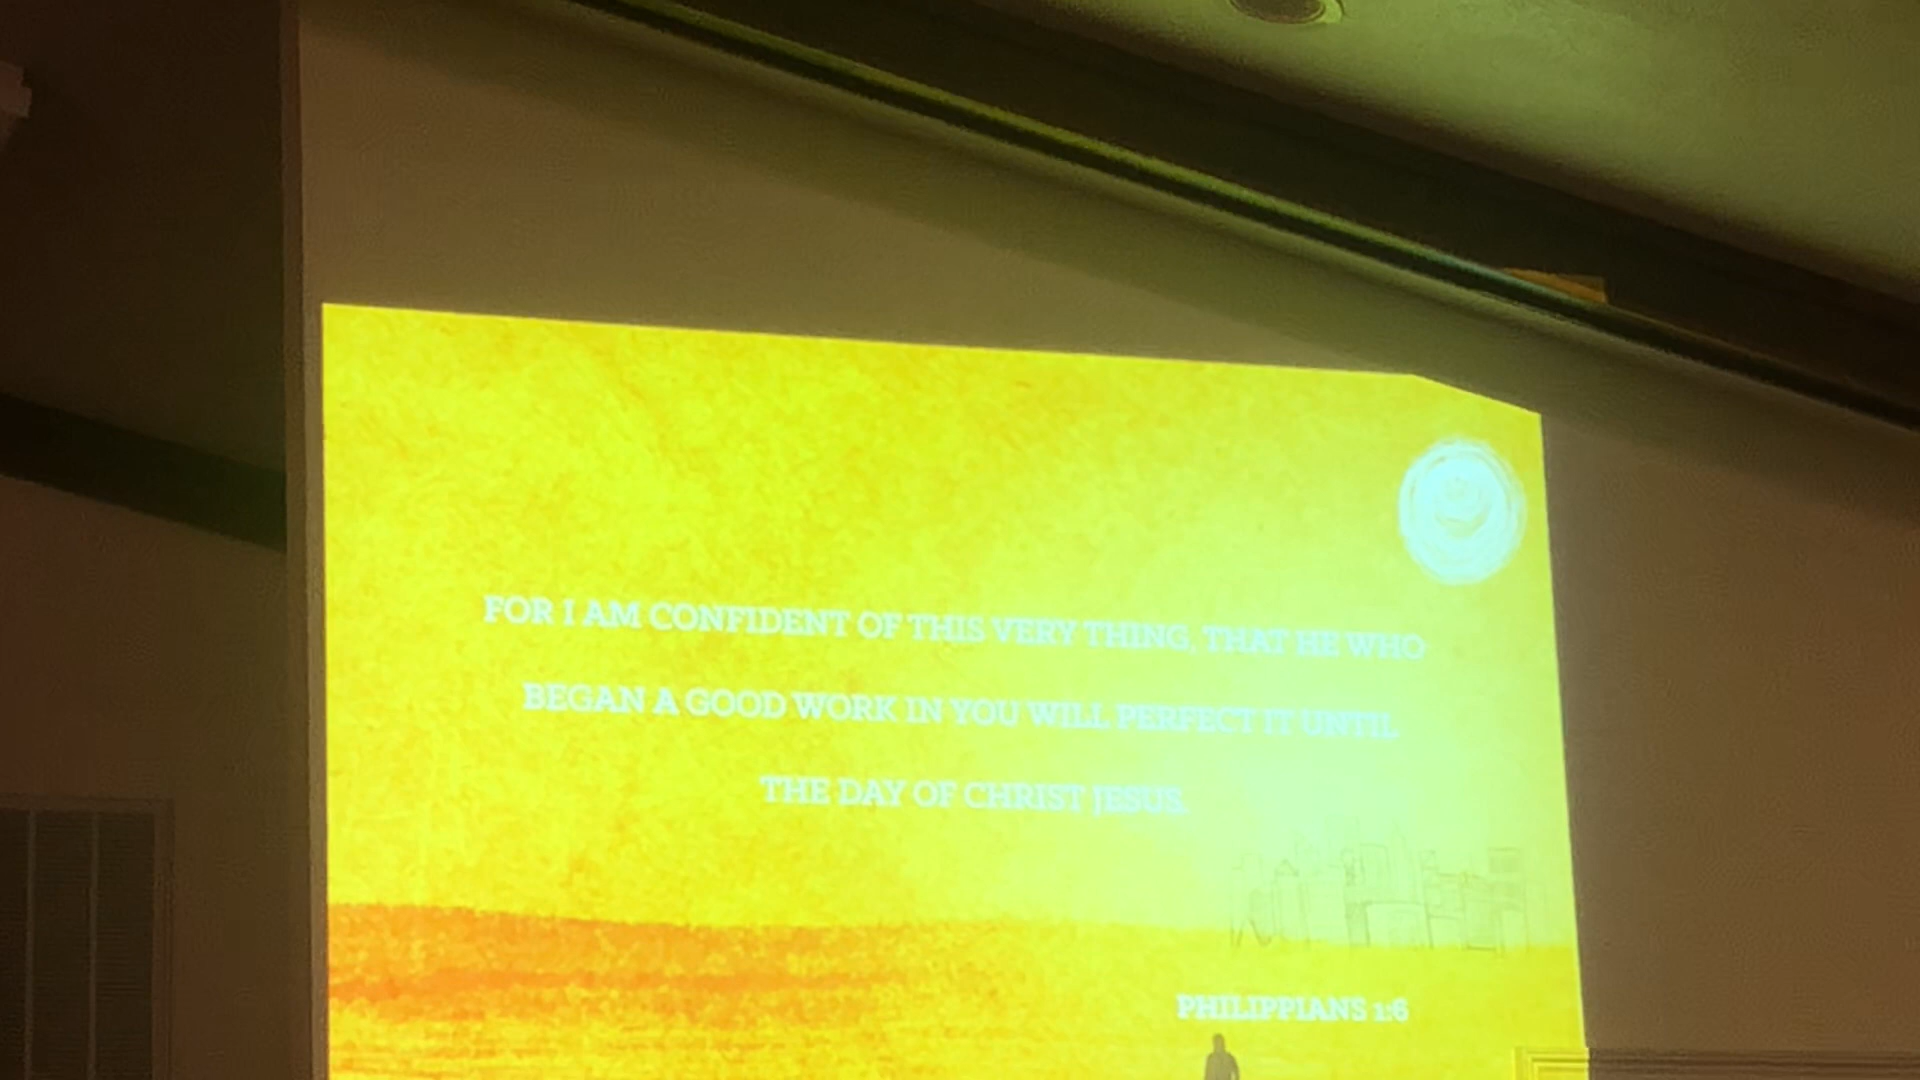 FOR I AM CONFIDENT OF THIS VERY THING, THAT HE WHO
BEGAN A GOOD WORK IN YOU WILL PERFECT IT UNTIL
THE DAY OF CHRIST JESUS.
PHILIPPIANS 1:6